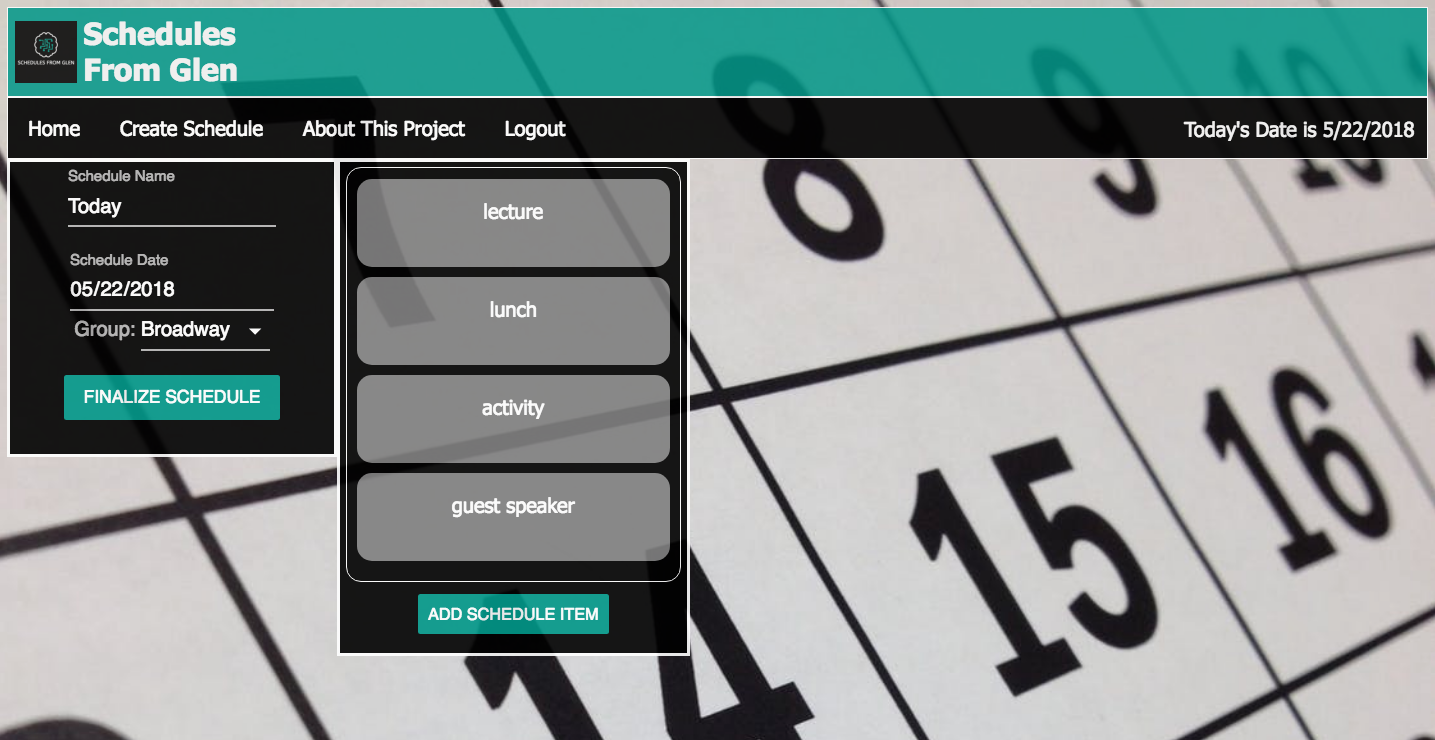 SCHEDULES FROM GLEN
Schedules
From Glen
Home
Create Schedule
About This Project
Logout
Today's Date is 5/22/2018
Schedule Name
Today
Schedule Date
05/22/2018
Group: Broadway
FINALIZE SCHEDULE
lecture
lunch
activity
guest speaker
ADD SCHEDULE ITEM
7
8
9
10
14
15
16